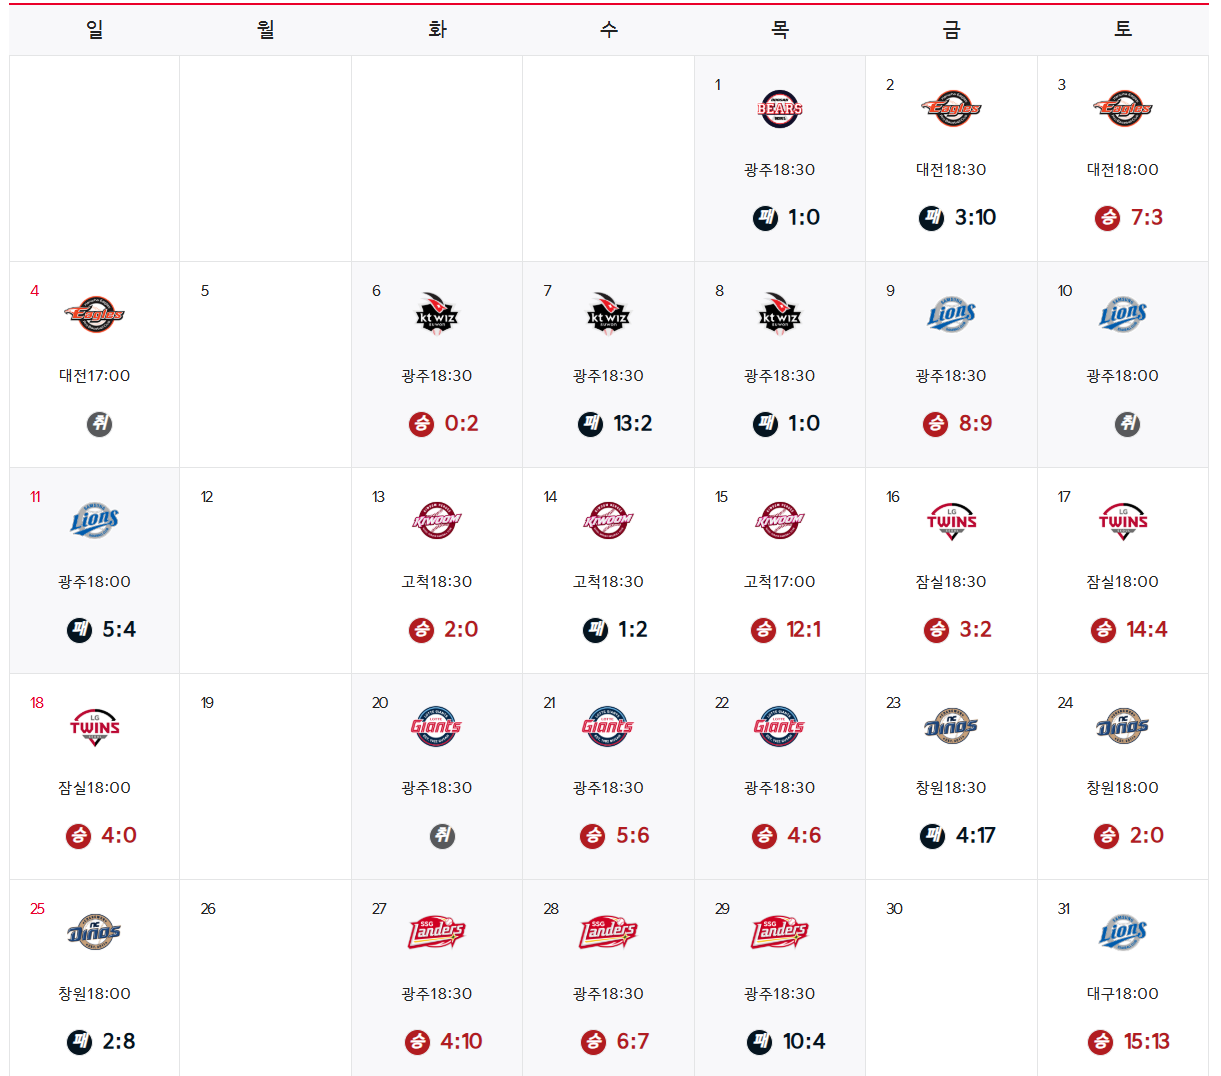 일 월 화 수 목 금 토
1 2 3
BEARS Eagles Eagles
광주18:30 대전18:30 대전18:00
패 1:0 패 3:10 승 7:3
4 5 6 7 8 9 10
Eagles kt wiz kt wiz kt wiz Lions Lions
대전17:00 광주18:30 광주18:30 광주18:30 광주18:30 광주18:00
취 승 0:2 패 13:2 패 1:0 승 8:9 취
11 12 13 14 15 16 17
Lions KIWOOM KIWOOM KIWOOM LG TWINS LG TWINS
광주18:00 고척18:30 고척18:30 고척17:00 잠실18:30 잠실18:00
패 5:4 승 2:0 패 1:2 승 12:1 승 3:2 승 14:4
18 19 20 21 22 23 24
LG TWINS Giants Giants Giants NC Dinos NC Dinos
잠실18:00 광주18:30 광주18:30 광주18:30 창원18:30 창원18:00
승 4:0 취 승 5:6 승 4:6 패 4:17 승 2:0
25 26 27 28 29 30 31
NC Dinos SSG Landers SSG Landers SSG Landers Lions
창원18:00 광주18:30 광주18:30 광주18:30 대구18:00
패 2:8 승 4:10 승 6:7 패 10:4 승 15:13